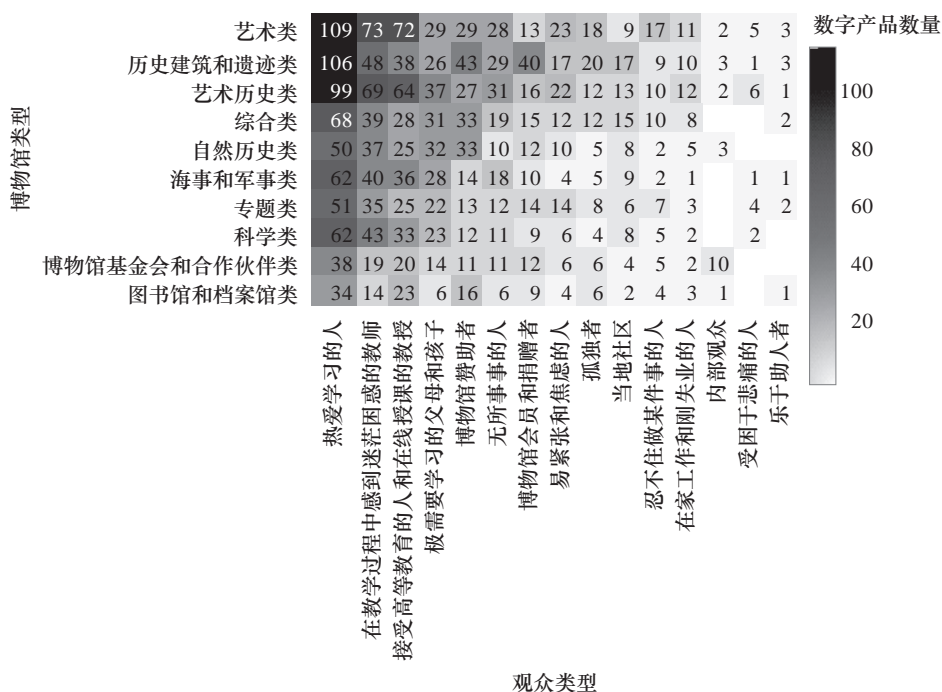 数字产品数量
艺术类 109 73 72 29 29 28 13 23 18 9 17 11 2 5 3
历史建筑和遗迹类 106 48 38 26 43 29 40 17 20 17 9 10 3 1 3
艺术历史类 99 69 64 37 27 31 16 22 12 13 10 12 2 6 1
综合类 68 39 28 31 33 19 15 12 12 15 10 8 2
自然历史类 50 37 25 32 33 10 12 10 5 8 2 5 3
海事和军事类 62 40 36 28 14 18 10 4 5 9 2 1 1 1
专题类 51 35 25 22 13 12 14 14 8 6 7 3 4 2
科学类 62 43 33 23 12 11 9 6 4 8 5 2 2
博物馆基金会和合作伙伴类 38 19 20 14 11 11 12 6 6 4 5 2 10
图书馆和档案馆类 34 14 23 6 16 6 9 4 6 2 4 3 1 1
博物馆类型
100
80
60
40
20
热爱学习的人
在教学过程中感到迷茫困惑的教师
接受高等教育的人和在线授课的教授
极需要学习的父母和孩子
博物馆赞助者
无所事事的人
博物馆会员和捐赠者
易紧张和焦虑的人
孤独者
当地社区
忍不住做某件事的人
在家工作和刚失业的人
内部观众
受困于悲痛的人
乐于助人者
观众类型